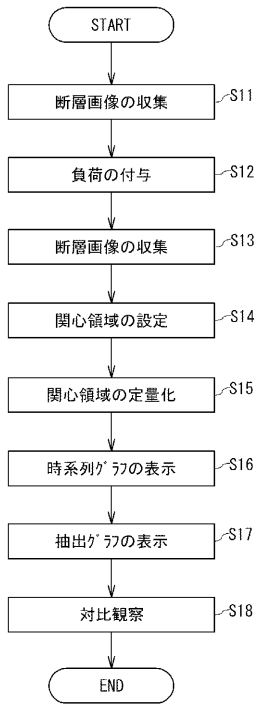 START
断層画像の収集 S11
負荷の付与 S12
断層画像の収集 S13
関心領域の設定 S14
関心領域の定量化 S15
時系列ｸﾞﾗﾌの表示 S16
抽出ｸﾞﾗﾌの表示 S17
対比観察 S18
END